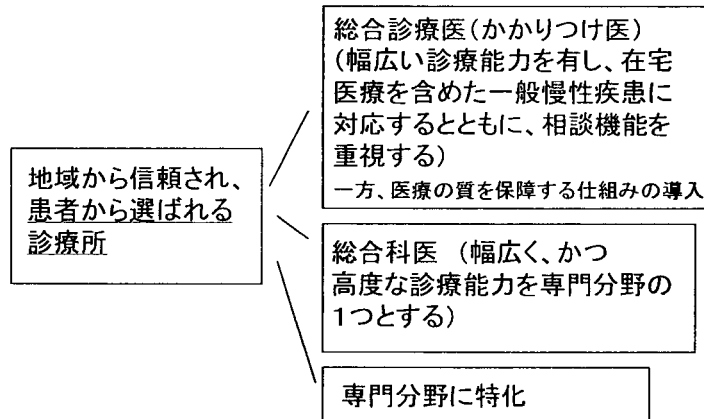 総合診療医(かかりつけ医)
(幅広い診療能力を有し、在宅
医療を含めた一般慢性疾患に
対応するとともに、相談機能を
重視する)
一方、医療の質を保障する仕組みの導入
地域から信頼され、
患者から選ばれる
診療所
総合科医 (幅広く、かつ
高度な診療能力を専門分野の
1つとする)
専門分野に特化